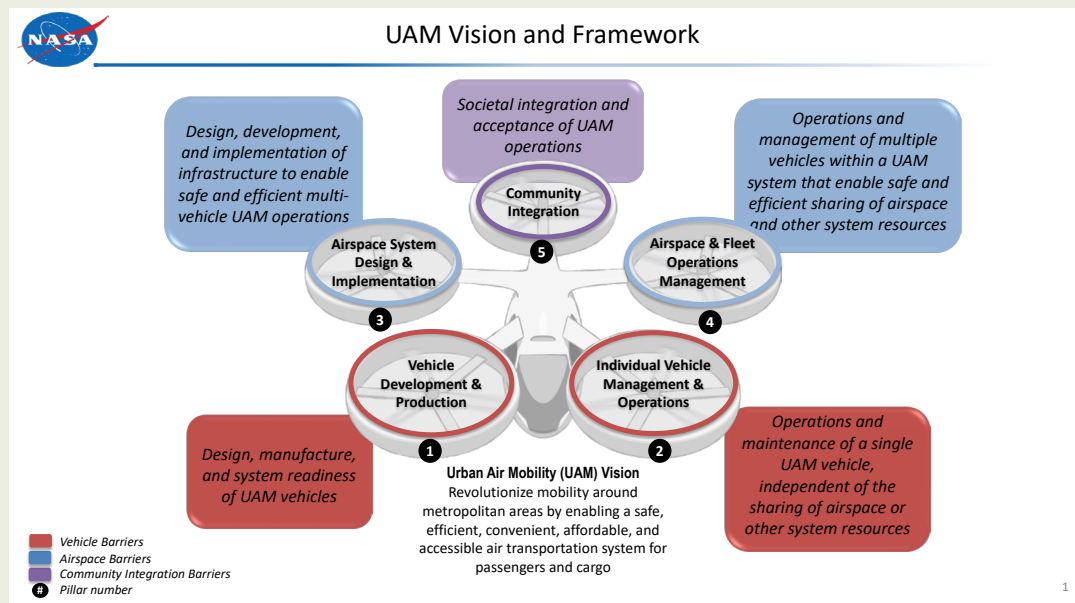 NASA
UAM Vision and Framework
Design, development,
and implementation of
infrastructure to enable
safe and efficient multi-
vehicle UAM operations
Societal integration and
acceptance of UAM
operations
Operations and
management of multiple
vehicles within a UAM
system that enable safe and
efficient sharing of airspace
and other system resources
Airspace System
Design &
Implementation
3
Community
Integration
5
Airspace & Fleet
Operations
Management
4
Vehicle
Development &
Production
1
Individual Vehicle
Management &
Operations
2
Design, manufacture,
and system readiness
of UAM vehicles
Operations and
maintenance of a single
UAM vehicle,
independent of the
sharing of airspace or
other system resources
Urban Air Mobility (UAM) Vision
Revolutionize mobility around
metropolitan areas by enabling a safe,
efficient, convenient, affordable, and
accessible air transportation system for
passengers and cargo
Vehicle Barriers
Airspace Barriers
Community Integration Barriers
# Pillar number
1